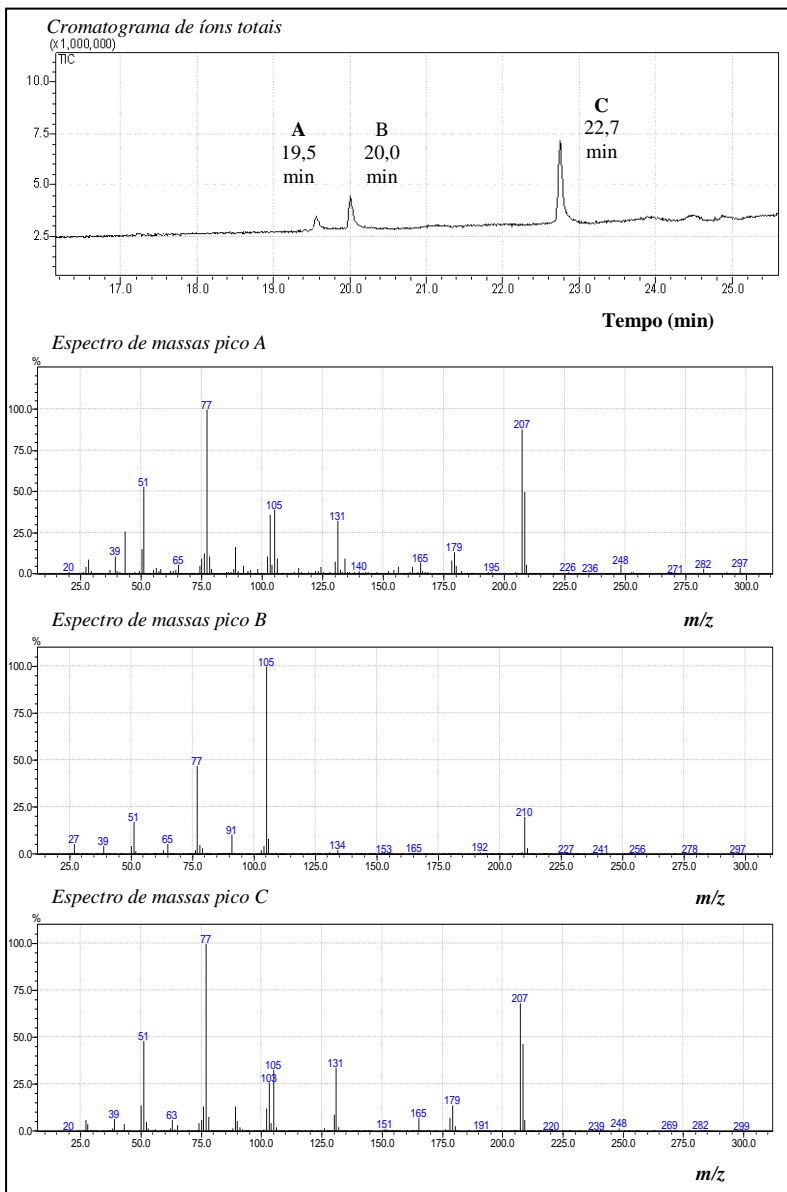 Cromatograma de íons totais
(x1,000,000)
TIC
10.0
7.5
5.0
2.5
A
19,5
min
B
20,0
min
C
22,7
min
17.0 18.0 19.0 20.0 21.0 22.0 23.0 24.0 25.0
Tempo (min)
Espectro de massas pico A
%
100.0
75.0
50.0
25.0
0.0
20 39 51 65 77 105 131 140 165 179 195 207 226 236 248 271 282 297
25.0 50.0 75.0 100.0 125.0 150.0 175.0 200.0 225.0 250.0 275.0 300.0
Espectro de massas pico B
m/z
%
100.0
75.0
50.0
25.0
0.0
27 39 51 65 77 91 105 134 153 165 192 210 227 241 256 278 297
25.0 50.0 75.0 100.0 125.0 150.0 175.0 200.0 225.0 250.0 275.0 300.0
Espectro de massas pico C
m/z
%
100.0
75.0
50.0
25.0
0.0
20 39 51 63 77 103 105 131 151 165 179 191 207 220 239 248 269 282 299
25.0 50.0 75.0 100.0 125.0 150.0 175.0 200.0 225.0 250.0 275.0 300.0
m/z